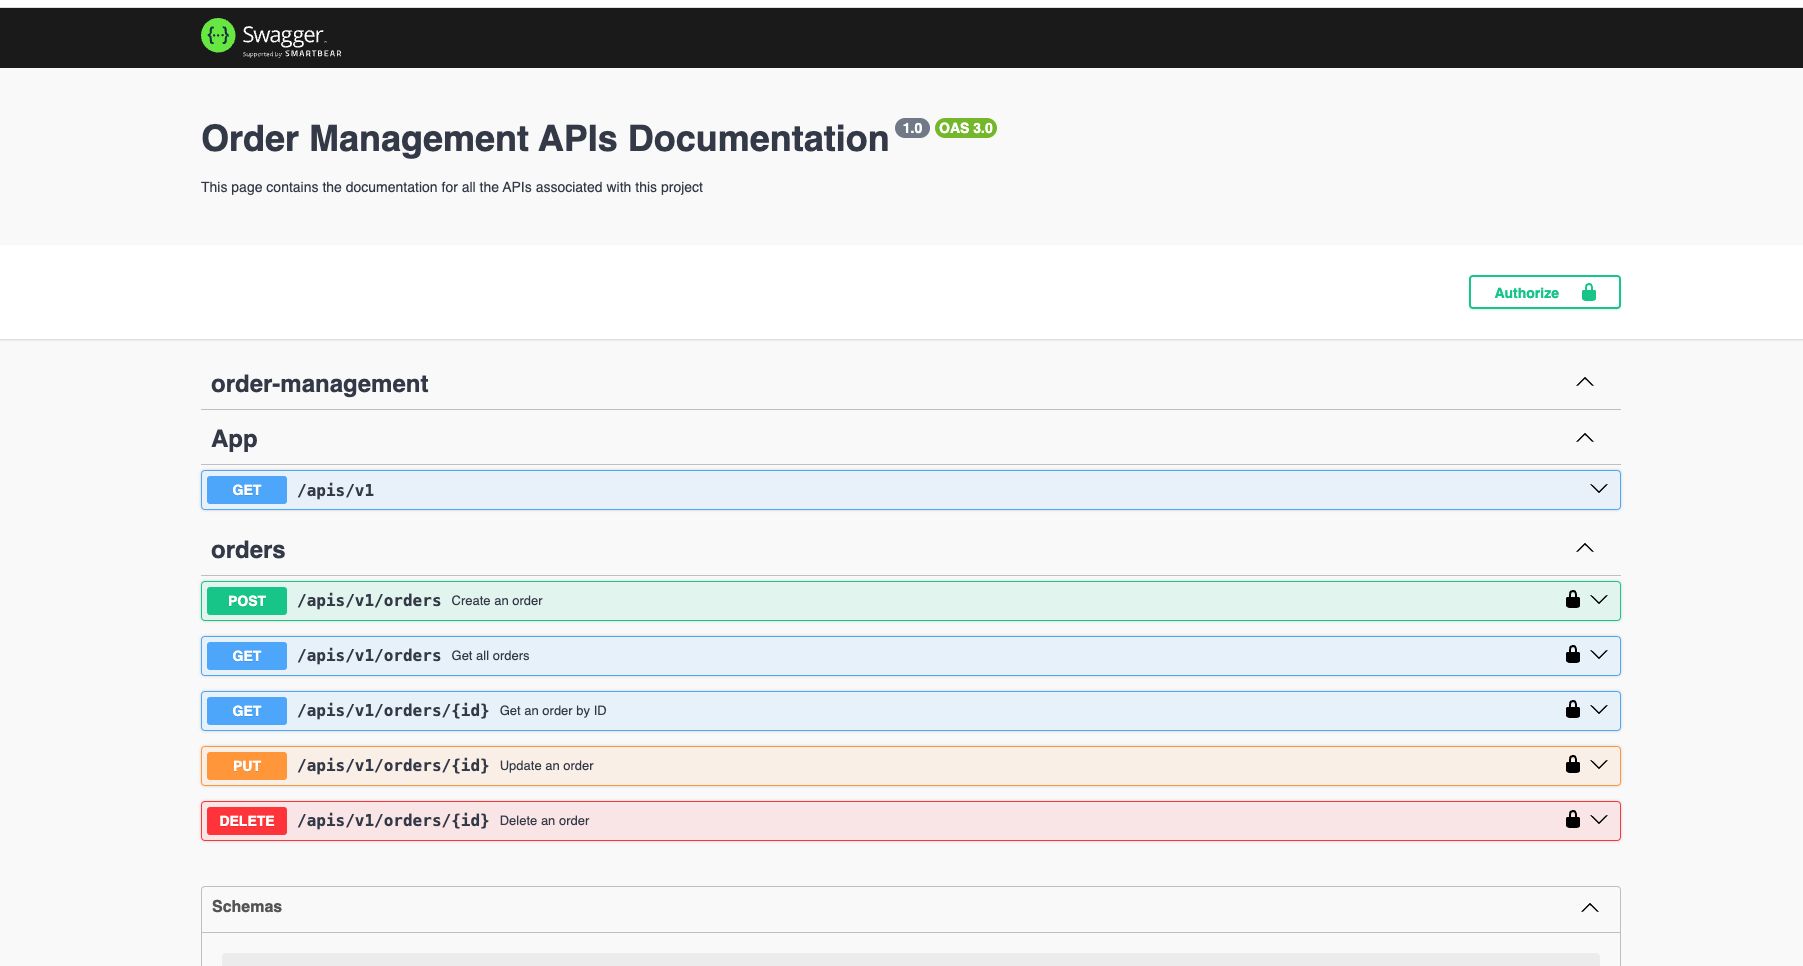 {···} Swagger
Supported by SMARTBEAR
Order Management APIs Documentation 1.0 OAS 3.0
This page contains the documentation for all the APIs associated with this project
Authorize
order-management
App
GET /apis/v1
orders
POST /apis/v1/orders Create an order
GET /apis/v1/orders Get all orders
GET /apis/v1/orders/{id} Get an order by ID
PUT /apis/v1/orders/{id} Update an order
DELETE /apis/v1/orders/{id} Delete an order
Schemas